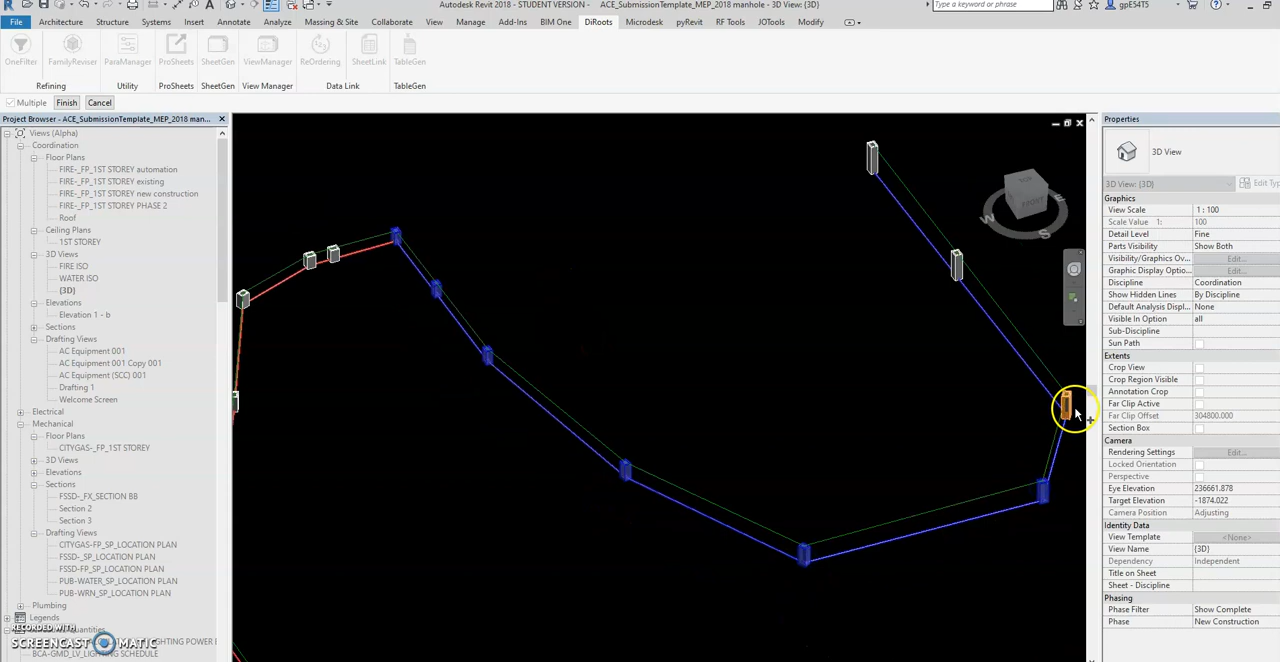 Autodesk Revit 2018 - STUDENT VERSION - ACE_SubmissionTemplate_MEP_2018 manhole - 3D View: {3D}
Type a keyword or phrase
gpE54T5
File Architecture Structure Systems Insert Annotate Analyze Massing & Site Collaborate View Manage Add-Ins BIM One DiRoots Microdesk pyRevit RF Tools JOTools Modify
OneFilter FamilyReviser ParaManager ProSheets SheetGen ViewManager ReOrdering SheetLink TableGen
Refining Utility ProSheets SheetGen View Manager Data Link TableGen
Multiple Finish Cancel
Project Browser - ACE_SubmissionTemplate_MEP_2018 man...
Views (Alpha)
Coordination
Floor Plans
FIRE-_FP_1ST STOREY automation
FIRE-_FP_1ST STOREY existing
FIRE-_FP_1ST STOREY new construction
FIRE-_FP_1ST STOREY PHASE 2
Roof
Ceiling Plans
1ST STOREY
3D Views
FIRE ISO
WATER ISO
{3D}
Elevations
Elevation 1 - b
Sections
Drafting Views
AC Equipment 001
AC Equipment 001 Copy 001
AC Equipment (SCC) 001
Drafting 1
Welcome Screen
Electrical
Mechanical
Floor Plans
CITYGAS-_FP_1ST STOREY
3D Views
Elevations
Sections
FSSD-_FX_SECTION BB
Section 2
Section 3
Drafting Views
CITYGAS-FP_SP_LOCATION PLAN
FSSD-_SP_LOCATION PLAN
FSSD-FP_SP_LOCATION PLAN
PUB-WATER_SP_LOCATION PLAN
PUB-WRN_SP_LOCATION PLAN
Plumbing
Legends
RECORDED WITH
SCREENCAST MATIC
LIGHTING POWER
BCA-GMD_LV_LIGHTING SCHEDULE
TOP
FRONT
W S E
Properties
3D View
3D View: {3D}
Edit Typ
Graphics
View Scale 1 : 100
Scale Value 1: 100
Detail Level Fine
Parts Visibility Show Both
Visibility/Graphics Ov... Edit...
Graphic Display Optio... Edit...
Discipline Coordination
Show Hidden Lines By Discipline
Default Analysis Displ... None
Visible In Option all
Sub-Discipline
Sun Path
Extents
Crop View
Crop Region Visible
Annotation Crop
Far Clip Active
Far Clip Offset 304800.000
Section Box
Camera
Rendering Settings Edit...
Locked Orientation
Perspective
Eye Elevation 236661.878
Target Elevation -1874.022
Camera Position Adjusting
Identity Data
View Template <None>
View Name {3D}
Dependency Independent
Title on Sheet
Sheet - Discipline
Phasing
Phase Filter Show Complete
Phase New Construction